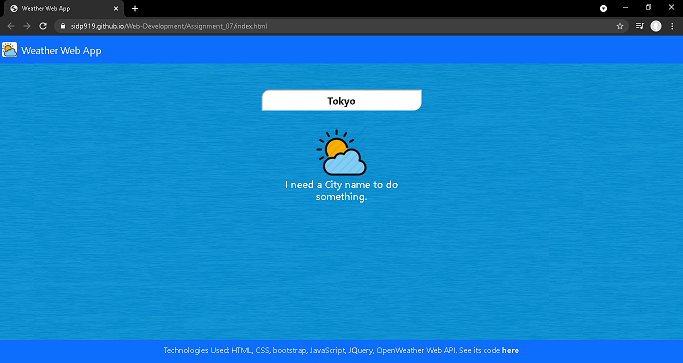 Weather Web App
sidp919.github.io/Web-Development/Assignment_07/index.html
Weather Web App
Tokyo
I need a City name to do
something.
Technologies Used: HTML, CSS, bootstrap, JavaScript, JQuery, OpenWeather Web API. See its code here